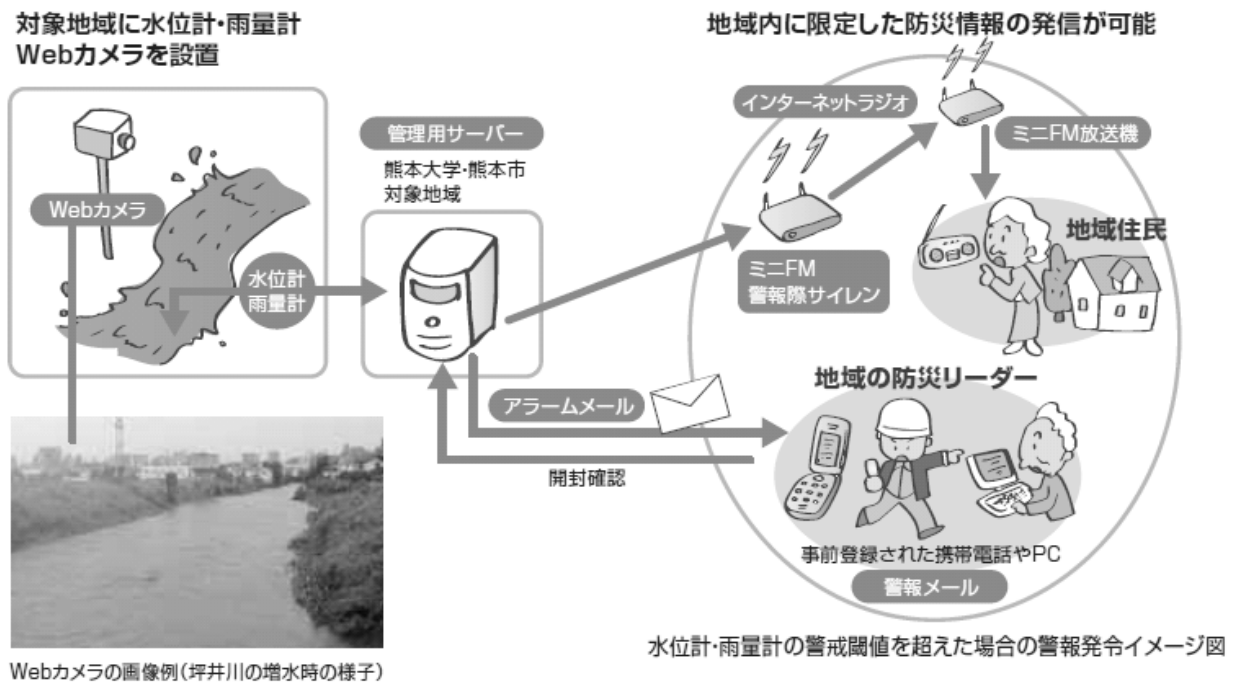 対象地域に水位計・雨量計
Webカメラを設置
Webカメラ
水位計
雨量計
管理用サーバー
熊本大学・熊本市
対象地域
地域内に限定した防災情報の発信が可能
インターネットラジオ
ミニFM放送機
ミニFM
警報際サイレン
地域住民
アラームメール
開封確認
地域の防災リーダー
事前登録された携帯電話やPC
警報メール
水位計・雨量計の警戒閾値を超えた場合の警報発令イメージ図
Webカメラの画像例(坪井川の増水時の様子)